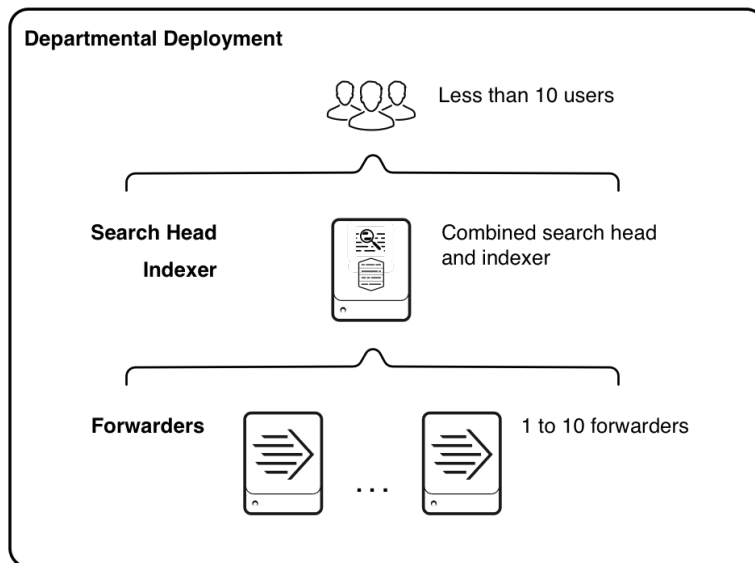 Departmental Deployment
Less than 10 users
Search Head
Indexer
Combined search head
and indexer
Forwarders
. . .
1 to 10 forwarders